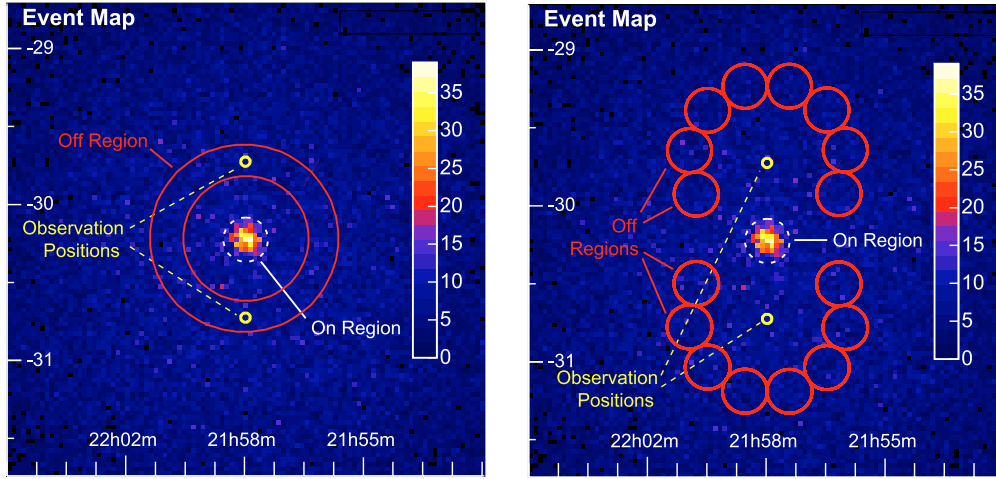 Event Map
-29
-30
-31
Off Region
Observation
Positions
On Region
35
30
25
20
15
10
5
0
22h02m
21h58m
21h55m
Event Map
-29
-30
-31
Off
Regions
On Region
Observation
Positions
35
30
25
20
15
10
5
0
22h02m
21h58m
21h55m